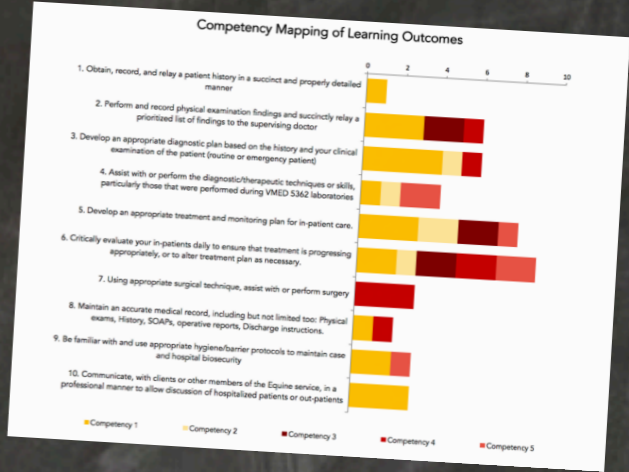 Competency Mapping of Learning Outcomes
0 2 4 6 8 10
1. Obtain, record, and relay a patient history in a succinct and properly detailed
manner
2. Perform and record physical examination findings and succinctly relay a
prioritized list of findings to the supervising doctor
3. Develop an appropriate diagnostic plan based on the history and your clinical
examination of the patient (routine or emergency patient)
4. Assist with or perform the diagnostic/therapeutic techniques or skills,
particularly those that were performed during VMED 5362 laboratories
5. Develop an appropriate treatment and monitoring plan for in-patient care.
6. Critically evaluate your in-patients daily to ensure that treatment is progressing
appropriately, or to alter treatment plan as necessary.
7. Using appropriate surgical technique, assist with or perform surgery
8. Maintain an accurate medical record, including but not limited too: Physical
exams, History, SOAPs, operative reports, Discharge instructions.
9. Be familiar with and use appropriate hygiene/barrier protocols to maintain case
and hospital biosecurity
10. Communicate, with clients or other members of the Equine service, in a
professional manner to allow discussion of hospitalized patients or out-patients
Competency 1 Competency 2 Competency 3 Competency 4 Competency 5